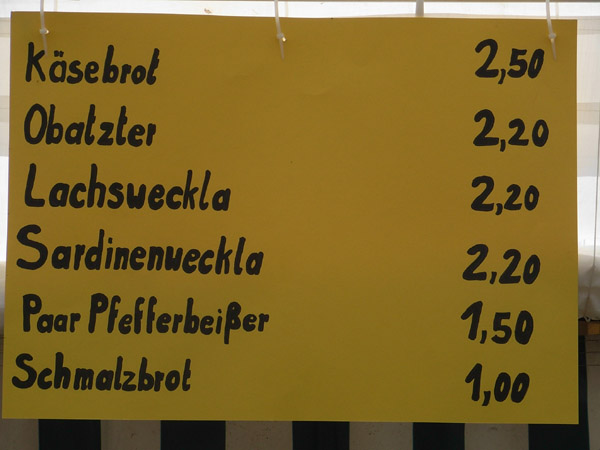 Käsebrot 2,50
Obatzter 2,20
Lachsweckla 2,20
Sardinenweckla 2,20
Paar Pfefferbeißer 1,50
Schmalzbrot 1,00